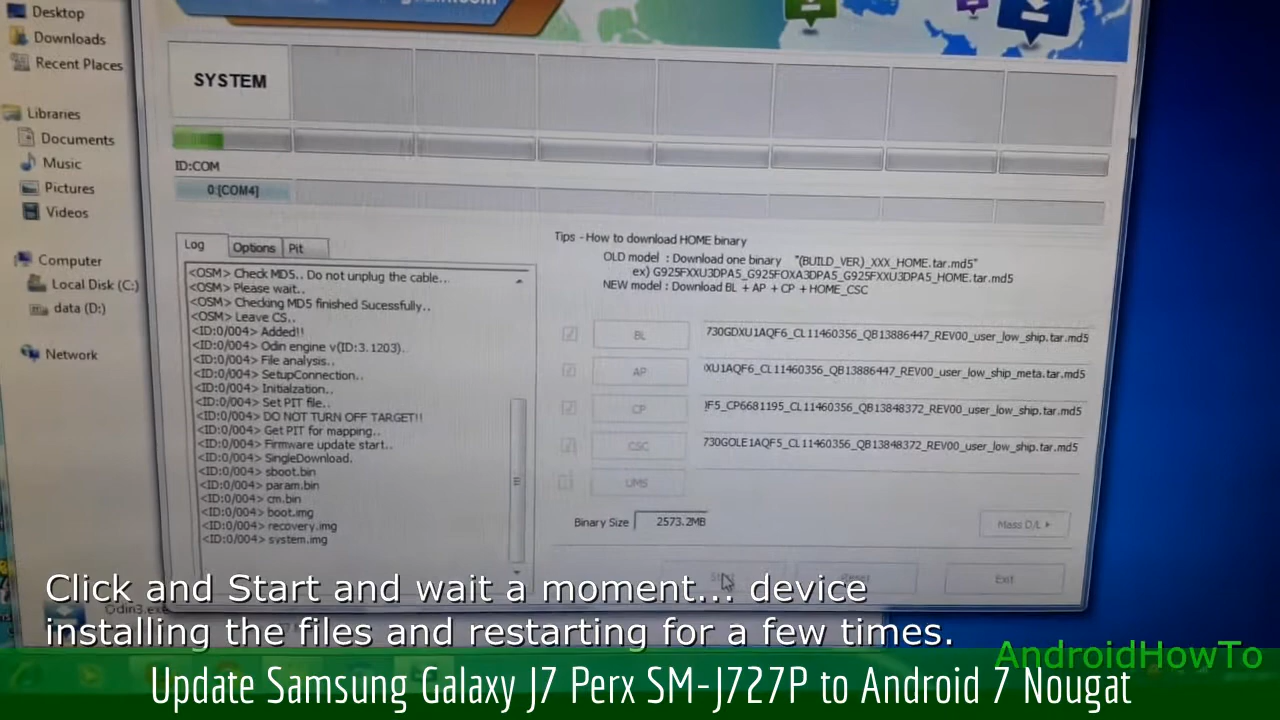 Desktop
Downloads
Recent Places
Libraries
Documents
Music
Pictures
Videos
Computer
Local Disk (C:)
data (D:)
Network
SYSTEM
ID:COM
0:[COM4]
Log
Options
Pit
<OSM> Check MD5.. Do not unplug the cable..
<OSM> Please wait..
<OSM> Checking MD5 finished Sucessfully..
<OSM> Leave CS..
<ID:0/004> Added!!
<ID:0/004> Odin engine v(ID:3.1203)..
<ID:0/004> File analysis..
<ID:0/004> SetupConnection..
<ID:0/004> Initialzation..
<ID:0/004> Set PIT file..
<ID:0/004> DO NOT TURN OFF TARGET!!
<ID:0/004> Get PIT for mapping..
<ID:0/004> Firmware update start..
<ID:0/004> SingleDownload.
<ID:0/004> sboot.bin
<ID:0/004> param.bin
<ID:0/004> cm.bin
<ID:0/004> boot.img
<ID:0/004> recovery.img
<ID:0/004> system.img
Tips - How to download HOME binary
OLD model : Download one binary "(BUILD_VER)_XXX_HOME.tar.md5"
ex) G925FXXU3DPA5_G925FOXA3DPA5_G925FXXU3DPA5_HOME.tar.md5
NEW model : Download BL + AP + CP + HOME_CSC
BL
730GDXU1AQF6_CL11460356_QB13886447_REV00_user_low_ship.tar.md5
AP
XU1AQF6_CL11460356_QB13886447_REV00_user_low_ship_meta.tar.md5
CP
JF5_CP6681195_CL11460356_QB13848372_REV00_user_low_ship.tar.md5
CSC
730GOLE1AQF5_CL11460356_QB13848372_REV00_user_low_ship.tar.md5
UMS
Binary Size
2573.2MB
Mass D/L
Exit
Odin3.exe
Click and Start and wait a moment... device
installing the files and restarting for a few times.
AndroidHowTo
Update Samsung Galaxy J7 Perx SM-J727P to Android 7 Nougat